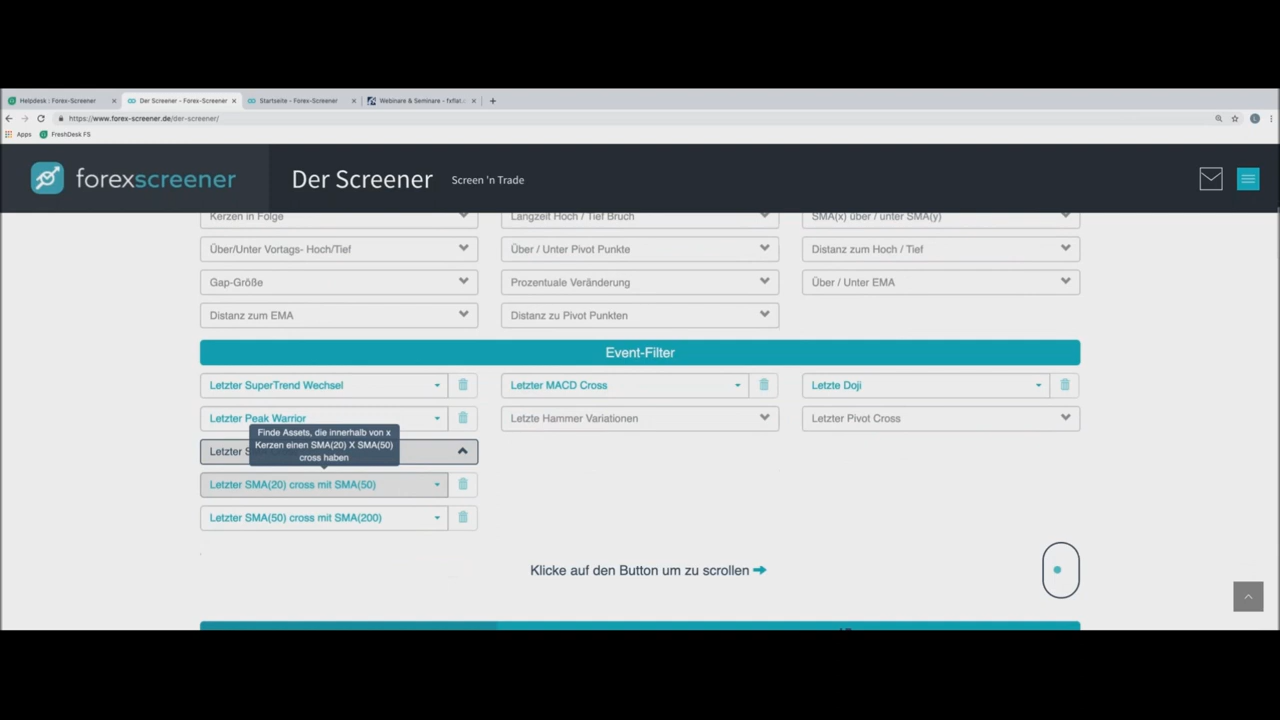 Helpdesk : Forex-Screener
Der Screener - Forex-Screener
Startseite - Forex-Screener
Webinare & Seminare - fxflat.
https://www.forex-screener.de/der-screener/
Apps
FreshDesk FS
forexscreener
Der Screener
Screen 'n Trade
Kerzen in Folge
Langzeit Hoch / Tief Bruch
SMA(x) über / unter SMA(y)
Über/Unter Vortags- Hoch/Tief
Über / Unter Pivot Punkte
Distanz zum Hoch / Tief
Gap-Größe
Prozentuale Veränderung
Über / Unter EMA
Distanz zum EMA
Distanz zu Pivot Punkten
Event-Filter
Letzter SuperTrend Wechsel
Letzter MACD Cross
Letzte Doji
Letzter Peak Warrior
Letzte Hammer Variationen
Letzter Pivot Cross
Finde Assets, die innerhalb von x
Kerzen einen SMA(20) X SMA(50)
cross haben
Letzter
Letzter SMA(20) cross mit SMA(50)
Letzter SMA(50) cross mit SMA(200)
Klicke auf den Button um zu scrollen